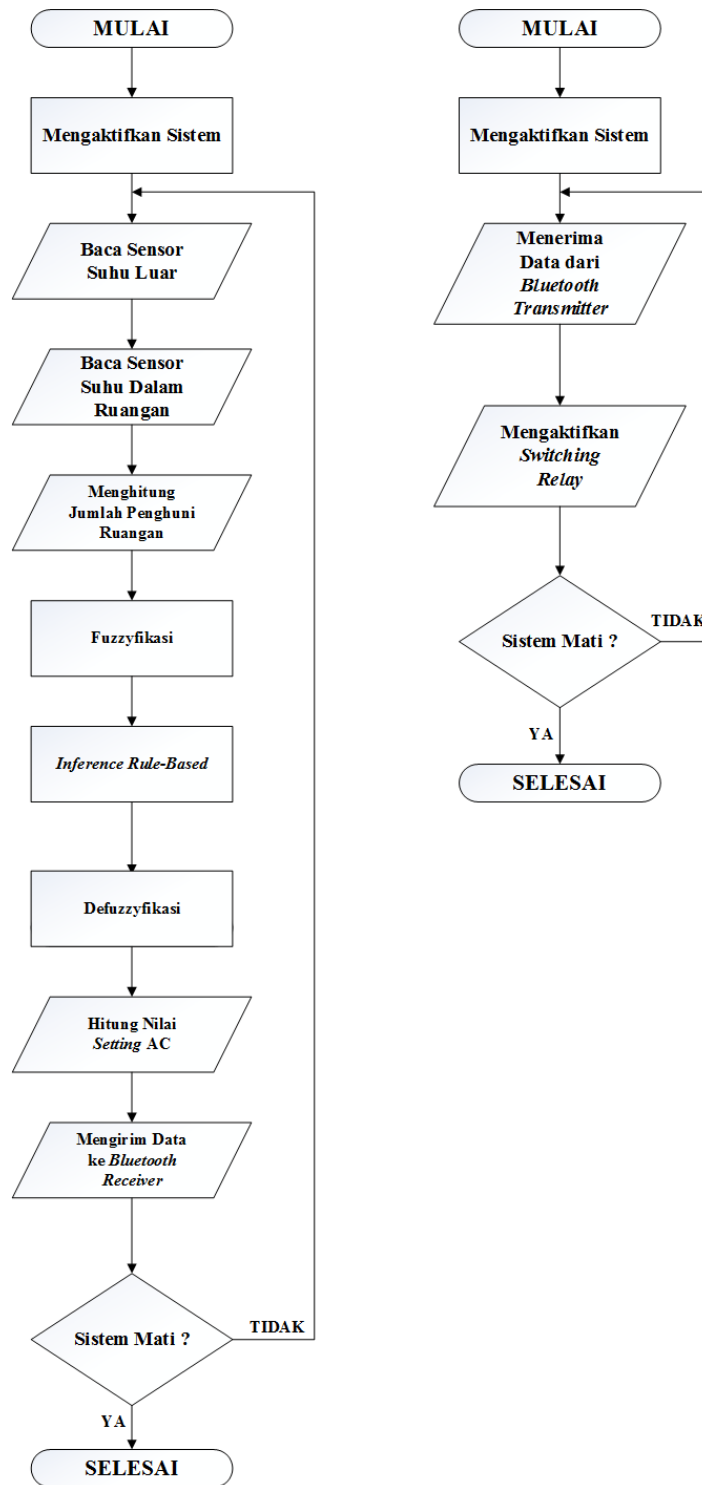 MULAI
Mengaktifkan Sistem
Baca Sensor
Suhu Luar
Baca Sensor
Suhu Dalam
Ruangan
Menghitung
Jumlah Penghuni
Ruangan
Fuzzyfikasi
Inference Rule-Based
Defuzzyfikasi
Hitung Nilai
Setting AC
Mengirim Data
ke Bluetooth
Receiver
Sistem Mati ?
TIDAK
YA
SELESAI
MULAI
Mengaktifkan Sistem
Menerima
Data dari
Bluetooth
Transmitter
Mengaktifkan
Switching
Relay
Sistem Mati ?
TIDAK
YA
SELESAI